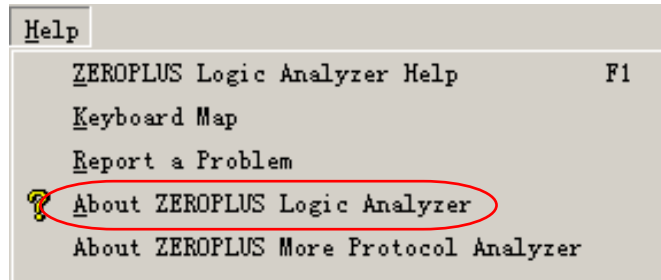 Help
ZEROPLUS Logic Analyzer Help F1
Keyboard Map
Report a Problem
About ZEROPLUS Logic Analyzer
About ZEROPLUS More Protocol Analyzer